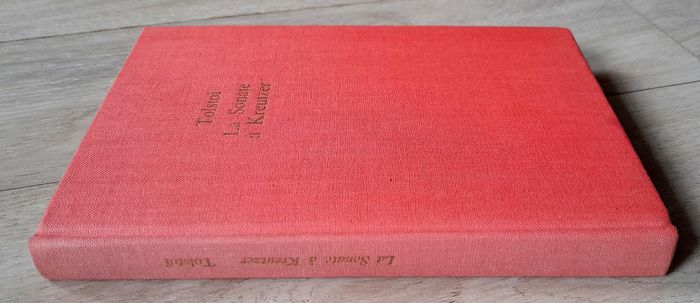 Tolstoï
La Sonate
à Kreutzer
La Sonate à Kreutzer Tolstoï